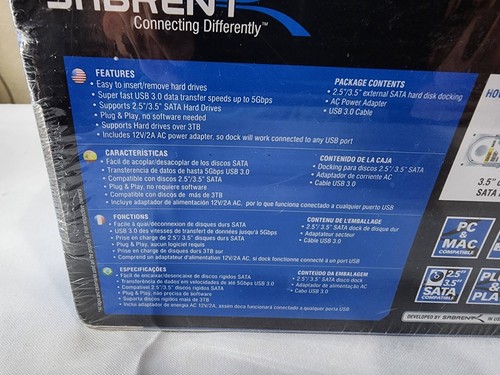 SABRENT
Connecting Differently™
FEATURES
• Easy to insert/remove hard drives
• Super fast USB 3.0 data transfer speeds up to 5Gbps
• Supports 2.5"/3.5" SATA Hard Drives
• Plug & Play, no software needed
• Supports Hard drives over 3TB
• Includes 12V/2A AC power adapter, so dock will work connected to any USB port
PACKAGE CONTENTS
• 2.5"/3.5" external SATA hard disk docking
• AC Power Adapter
• USB 3.0 Cable
CARACTERÍSTICAS
• Fácil de acoplar/desacoplar de los discos SATA
• Transferencia de datos de hasta 5Gbps USB 3.0
• Compatible con discos 2.5"/3.5" SATA
• Plug & Play, no requiere software
• Compatible con discos de más de 3TB
• Incluye adaptador de alimentación 12V/2A AC, por lo que funciona conectado a cualquier puerto USB
CONTENIDO DE LA CAJA
• Docking para discos 2.5"/3.5" SATA
• Adaptador de corriente AC
• Cable USB 3.0
FONCTIONS
• Facile à quai/déconnexion de disques durs SATA
• USB 3.0 des vitesses de transfert de données jusqu'à 5Gbps
• Prise en charge de 2.5"/3.5" disques durs SATA
• Plug & Play, aucun logiciel requis
• Prise en charge des disques durs 3TB sur
• Comprend un adaptateur d'alimentation 12V/2A AC, si dock fonctionne connecté à un port USB
CONTENU DE L'EMBALLAGE
• 2.5"/3.5" SATA dock de disque dur
• Adaptateur secteur
• Câble USB 3.0
ESPECIFICAÇÕES
• Fácil de encaixar/desencaixe de discos rígidos SATA
• Transferência de dados em velocidades de até 5Gbps USB 3.0
• Compatível 2.5"/3.5" discos rígidos SATA
• Plug & Play, não precisa de software
• Suporta discos rígidos mais de 3TB
• Inclui adaptador de energia AC 12V/2A, assim doca funcionará conectado a qualquer porta USB
CONTEUDO DA EMBALAGEM
• 2.5"/3.5" SATA disco dock
• Adaptador de alimentação AC
• Cabo USB 3.0
HO
3.5"
SATA
PC
&
MAC
COMPATIBLE
2.5"
3.5"
SATA
COMPATIBLE
PL
&
PL
DEVELOPED BY SABRENT IN US